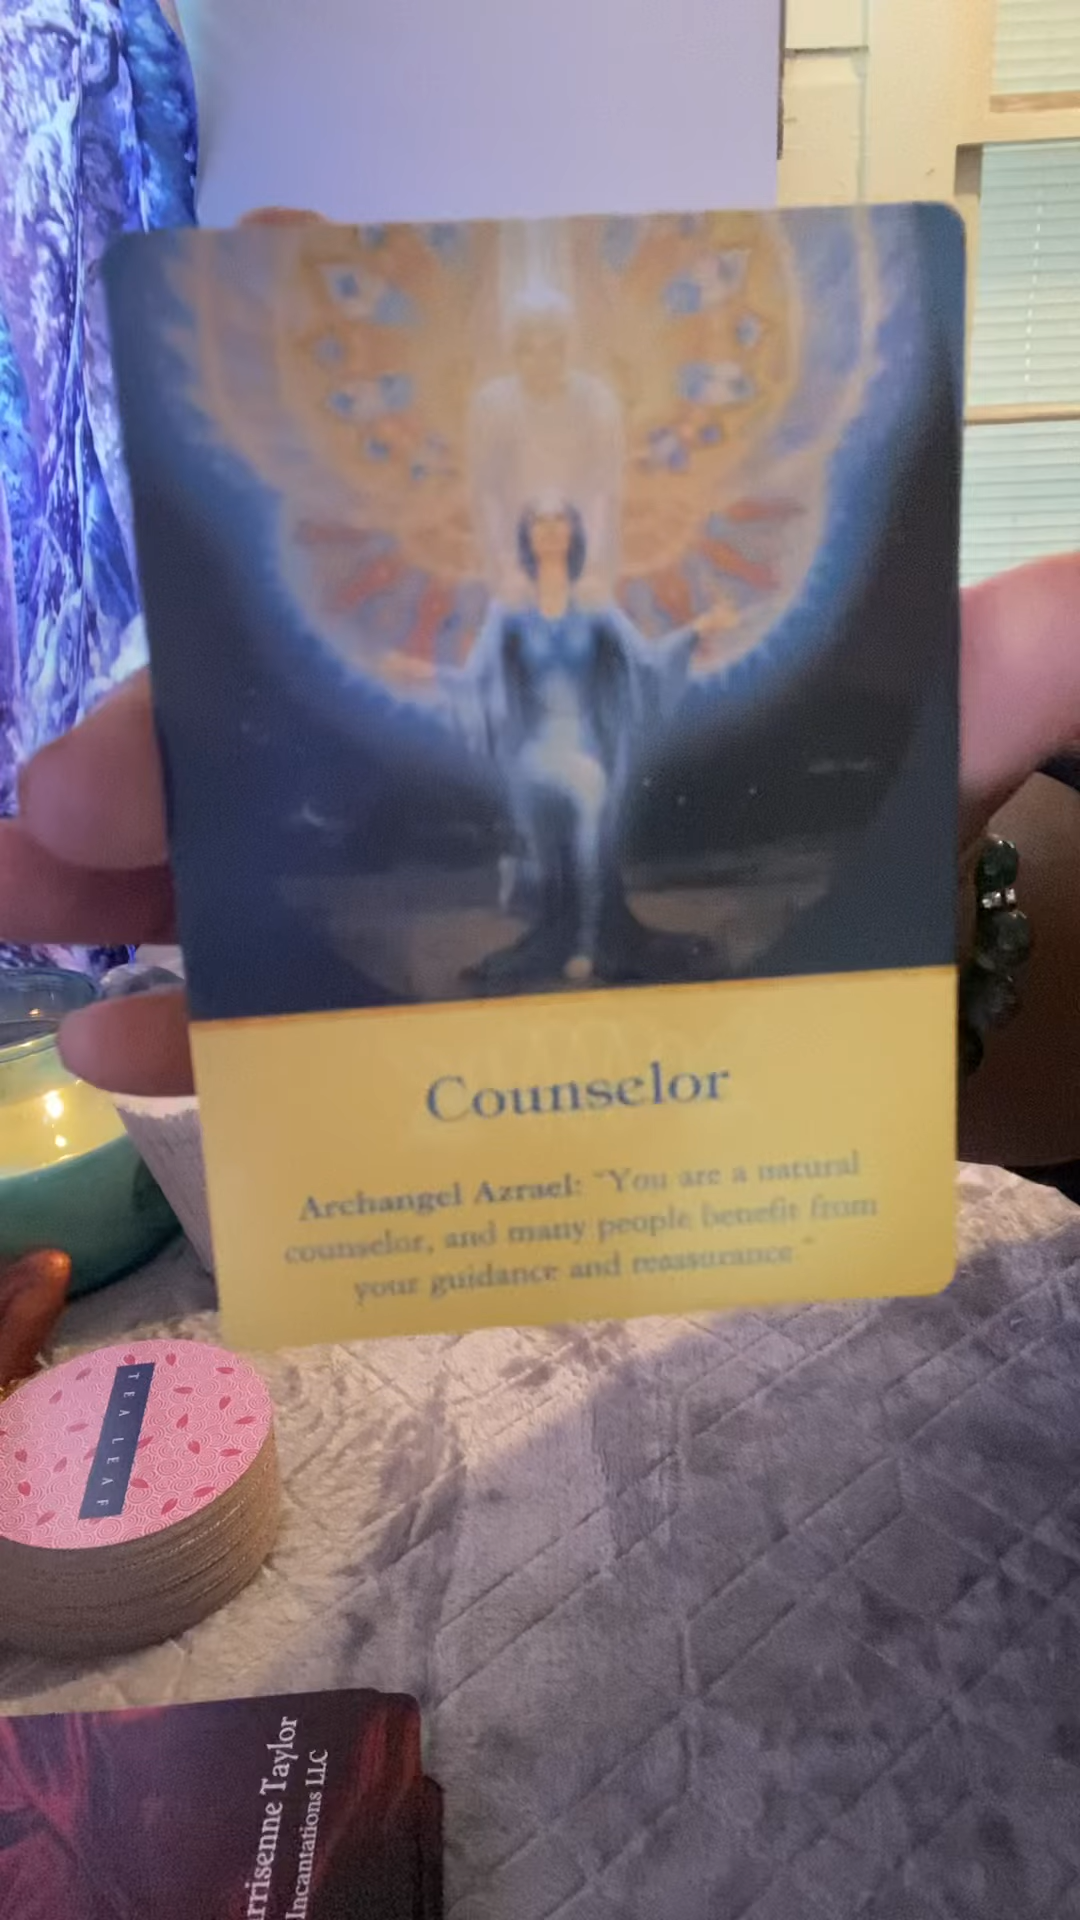 Counselor
Archangel Azrael: "You are a natural
counselor, and many people benefit from
your guidance and reassurance."
TEA LEAF
rrisenne Taylor
Incantations LLC